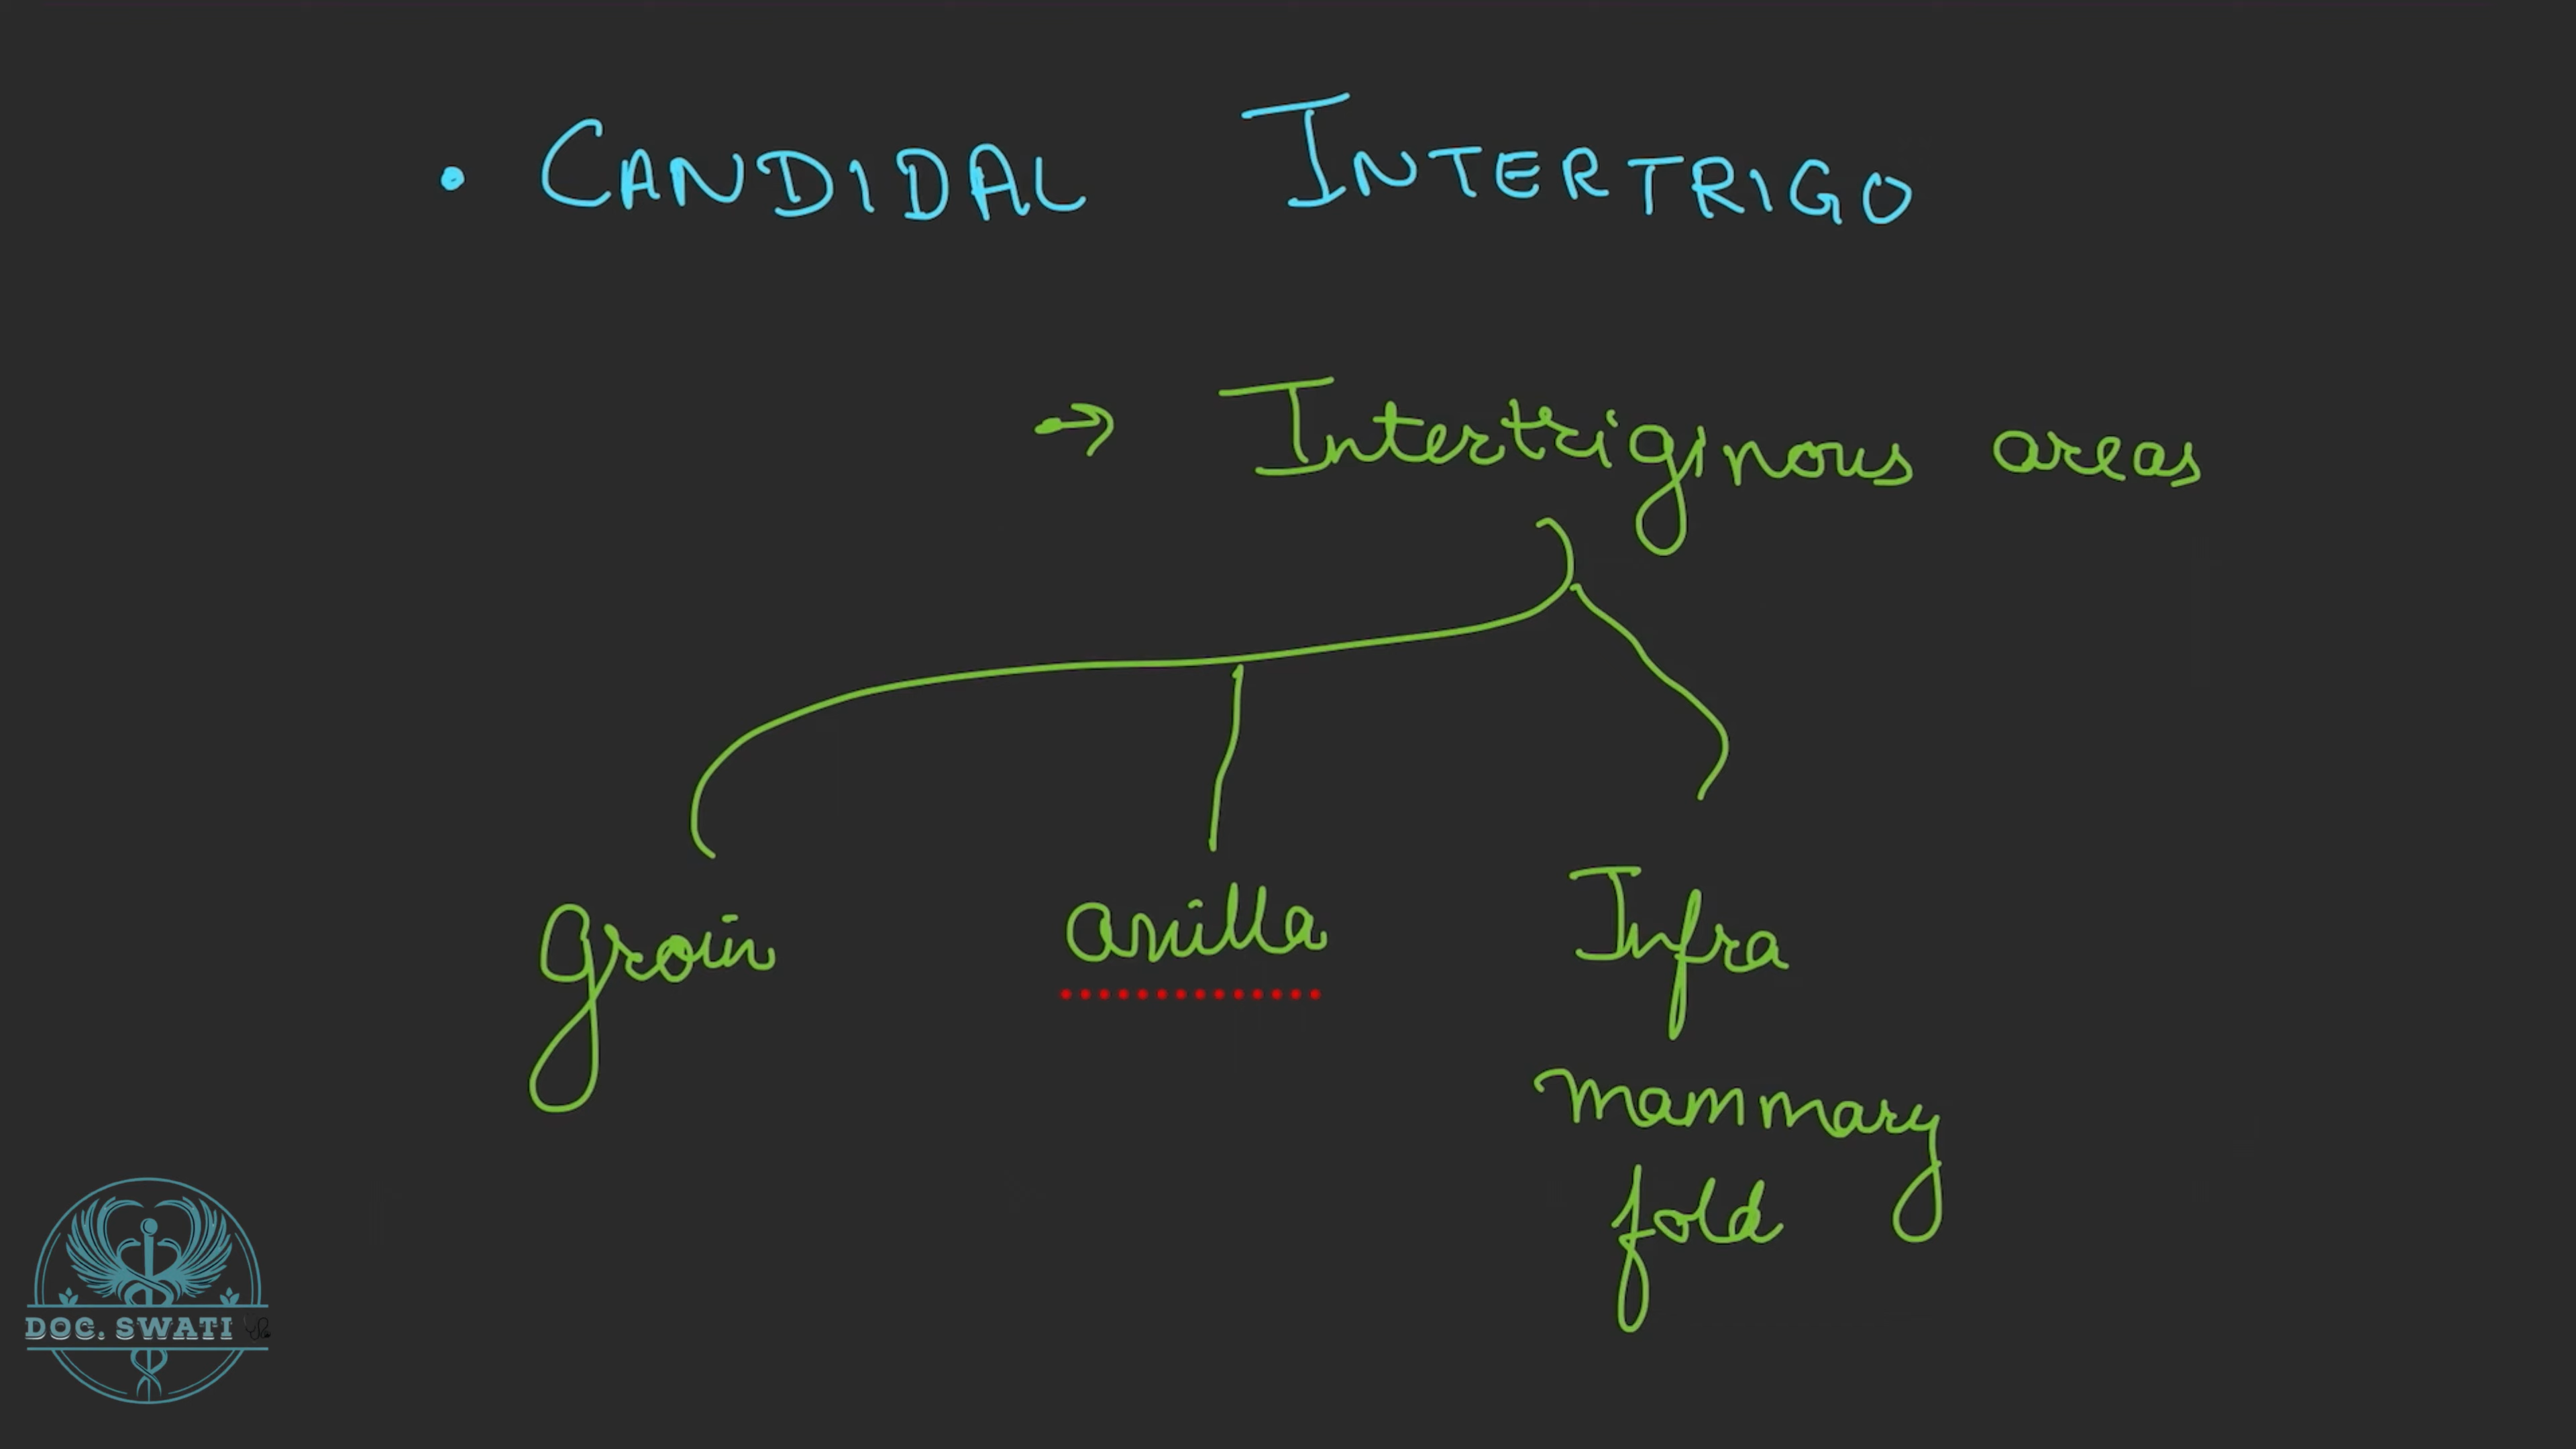 • CANDIDAL INTERTRIGO
→ Intertriginous areas
groin axilla Infra
mammary
fold
DOC. SWATI